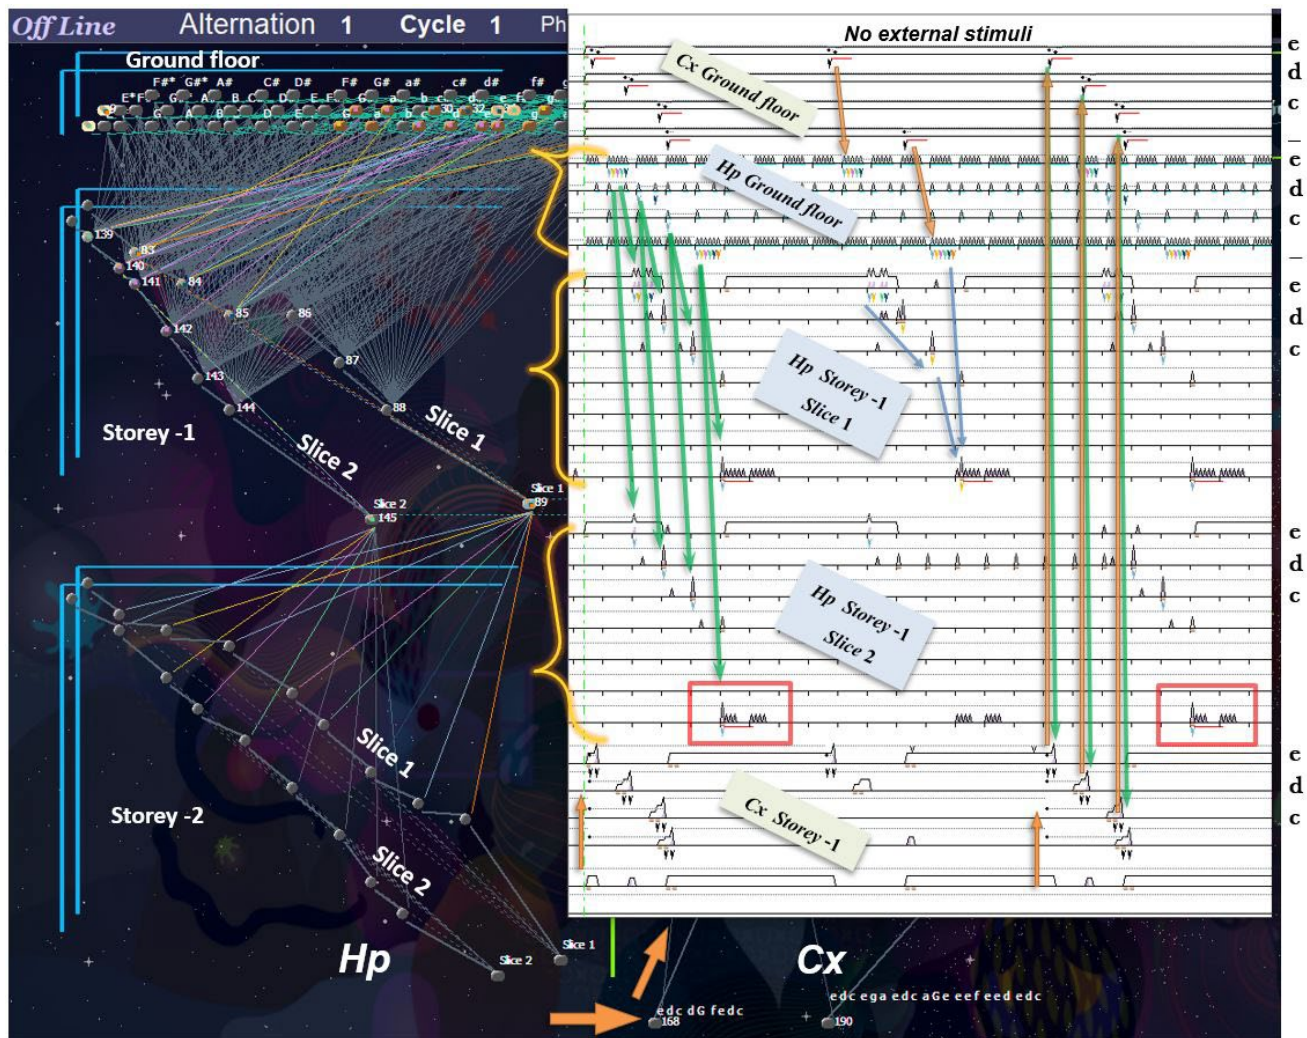 Off Line Alternation 1 Cycle 1 Ph
Ground floor
F#* G#* A# C# D# F# G# a# c# d# f#
139
83
140
141
84
142
85
86
143
87
144
88
Storey -1
Slice 2
Slice 1
Slice 2
145
Slice 1
89
Slice 1
Storey -2
Slice 2
Slice 1
Slice 2
Hp
No external stimuli
Cx Ground floor
e
d
c
_
Hp Ground floor
e
d
c
_
Hp Storey -1
Slice 1
e
d
c
Hp Storey -1
Slice 2
e
d
c
Cx Storey -1
e
d
c
Cx
edc dG fedc
168
edc ega edc aGe eef eed edc
190